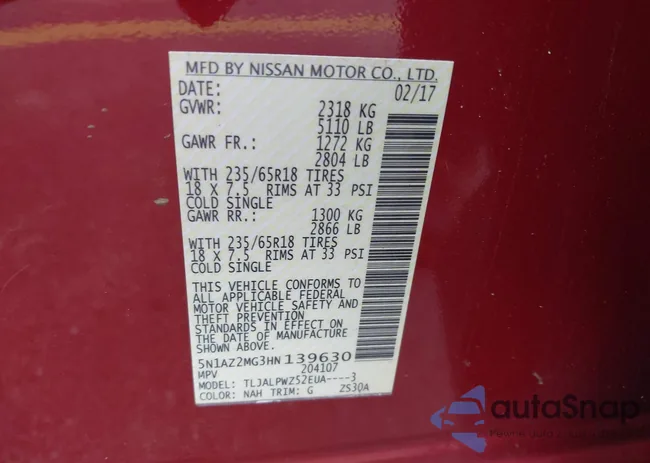 MFD BY NISSAN MOTOR CO., LTD.
DATE: 02/17
GVWR: 2318 KG
5110 LB
GAWR FR.: 1272 KG
2804 LB
WITH 235/65R18 TIRES
18 X 7.5 RIMS AT 33 PSI
COLD SINGLE
GAWR RR.: 1300 KG
2866 LB
WITH 235/65R18 TIRES
18 X 7.5 RIMS AT 33 PSI
COLD SINGLE
THIS VEHICLE CONFORMS TO
ALL APPLICABLE FEDERAL
MOTOR VEHICLE SAFETY AND
THEFT PREVENTION
STANDARDS IN EFFECT ON
THE DATE OF MANUFACTURE
SHOWN ABOVE.
5N1AZ2MG3HN139630
MPV 204107
MODEL: TLJALPWZ52EUA----3
COLOR: NAH TRIM: G ZS30A
autoSnap